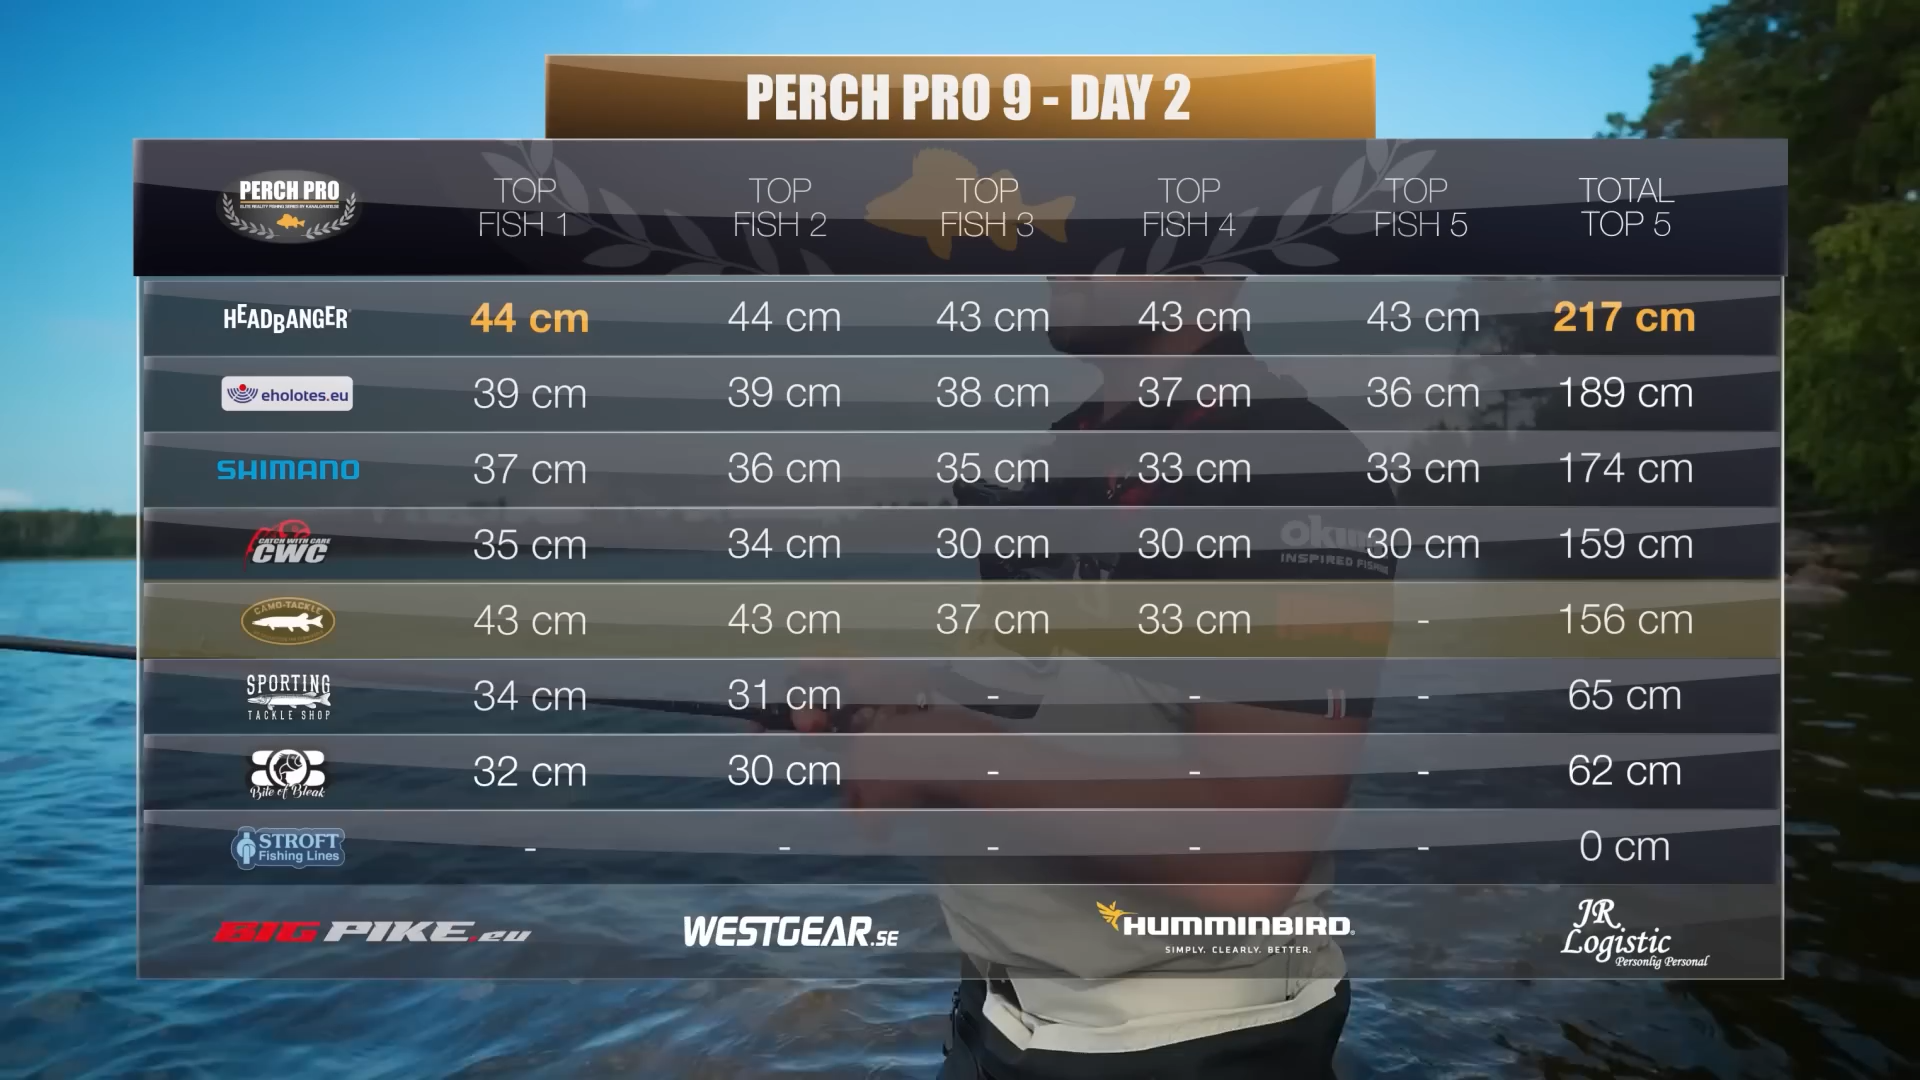 PERCH PRO 9 - DAY 2
PERCH PRO
TOP FISH 1
TOP FISH 2
TOP FISH 3
TOP FISH 4
TOP FISH 5
TOTAL TOP 5
HEADBANGER 44 cm 44 cm 43 cm 43 cm 43 cm 217 cm
eholotes.eu 39 cm 39 cm 38 cm 37 cm 36 cm 189 cm
SHIMANO 37 cm 36 cm 35 cm 33 cm 33 cm 174 cm
CATCH WITH CARE
CWC 35 cm 34 cm 30 cm 30 cm 30 cm 159 cm
INSPIRED FISHING
CAMO-TACKLE 43 cm 43 cm 37 cm 33 cm - 156 cm
SPORTING
TACKLE SHOP 34 cm 31 cm - - - 65 cm
Bite of Bleak 32 cm 30 cm - - - 62 cm
STROFT
Fishing Lines - - - - - 0 cm
BIG PIKE.eu
WESTGEAR.SE
HUMMINBIRD
SIMPLY. CLEARLY. BETTER.
JR
Logistic
Personlig Personal